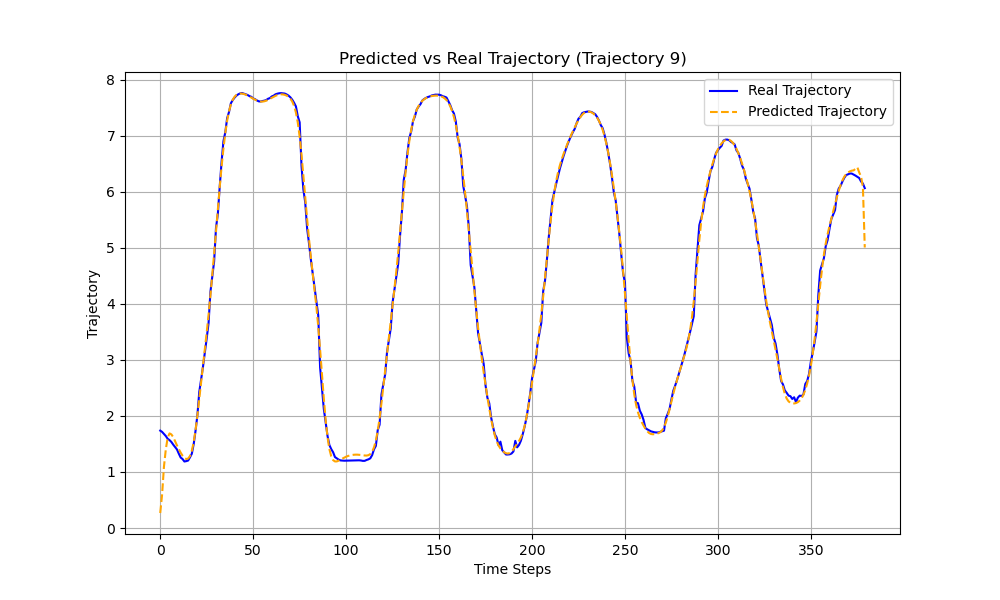 Predicted vs Real Trajectory (Trajectory 9)
Real Trajectory
Predicted Trajectory
8
7
6
5
4
3
2
1
0
Trajectory
0 50 100 150 200 250 300 350
Time Steps